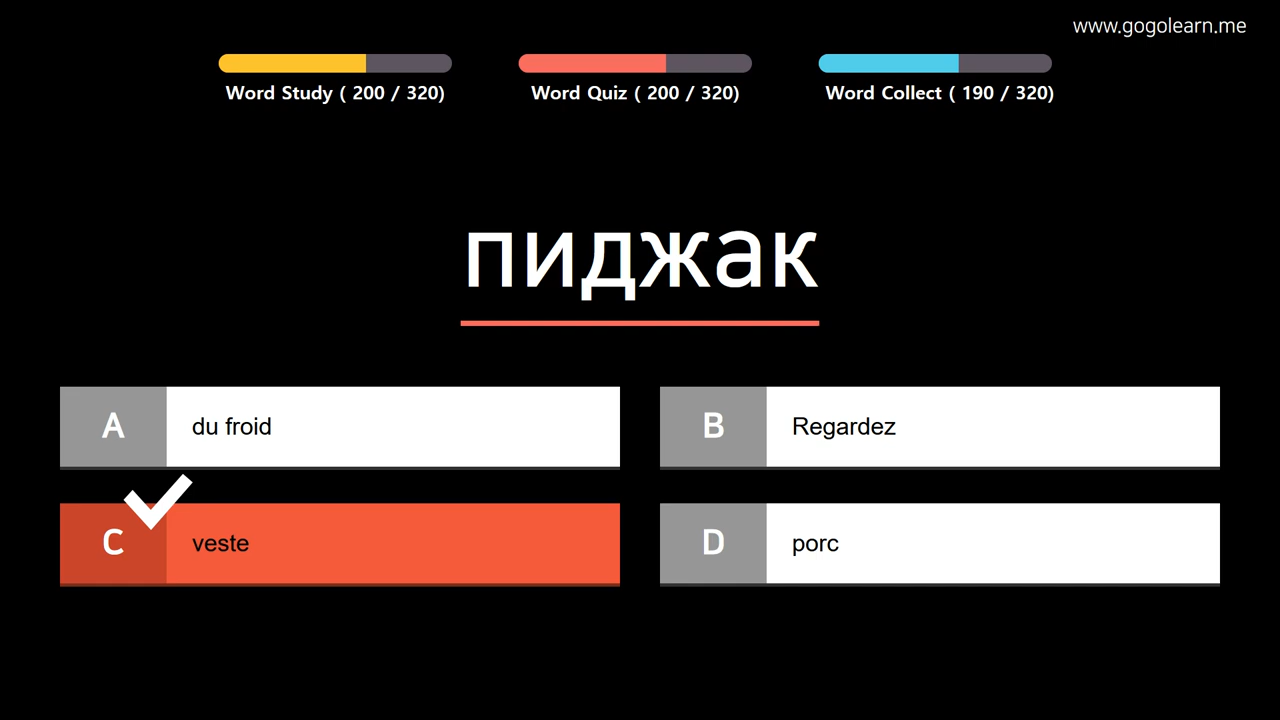 www.gogolearn.me
Word Study ( 200 / 320)
Word Quiz ( 200 / 320)
Word Collect ( 190 / 320)
пиджак
A du froid
B Regardez
C veste
D porc